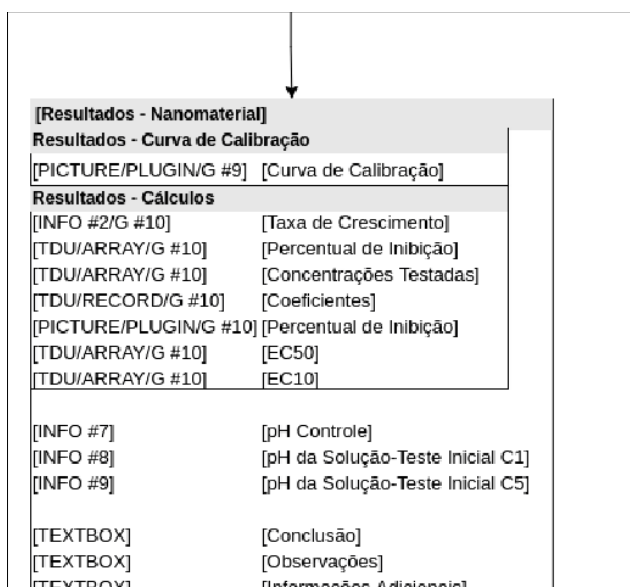 [Resultados - Nanomaterial]
Resultados - Curva de Calibração
[PICTURE/PLUGIN/G #9] [Curva de Calibração]
Resultados - Cálculos
[INFO #2/G #10] [Taxa de Crescimento]
[TDU/ARRAY/G #10] [Percentual de Inibição]
[TDU/ARRAY/G #10] [Concentrações Testadas]
[TDU/RECORD/G #10] [Coeficientes]
[PICTURE/PLUGIN/G #10] [Percentual de Inibição]
[TDU/ARRAY/G #10] [EC50]
[TDU/ARRAY/G #10] [EC10]
[INFO #7] [pH Controle]
[INFO #8] [pH da Solução-Teste Inicial C1]
[INFO #9] [pH da Solução-Teste Inicial C5]
[TEXTBOX] [Conclusão]
[TEXTBOX] [Observações]
[TEXTBOX] [Informações Adicionais]